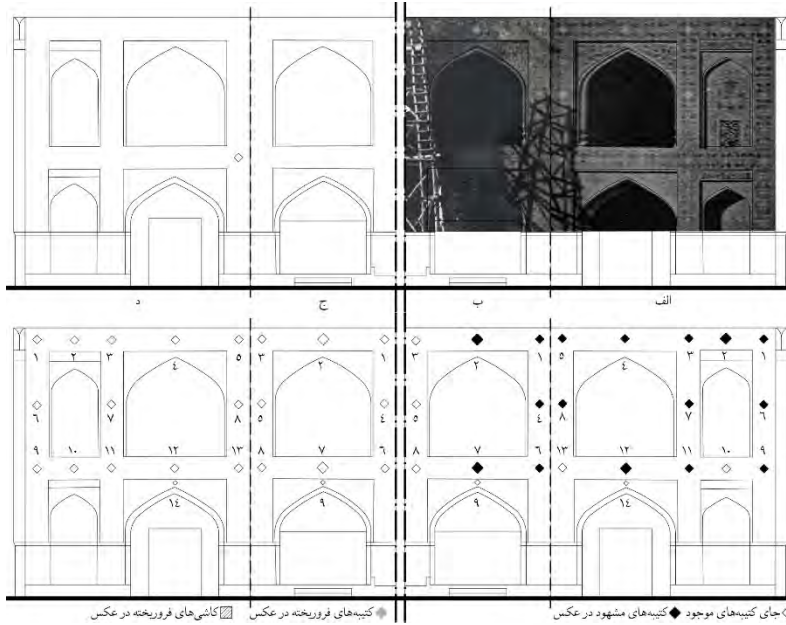 الف ب ج د
۱ ۲ ۳ ٤ ٥ ۱ ۲ ۳ ۱ ۲ ۳ ٥ ٤ ۳ ۲ ۱
٦ ۷ ۸ ٤ ٥ ٤ ٥ ۸ ۷ ٦
۹ ۱۰ ۱۱ ۱۲ ۱۳ ٦ ۷ ۸ ٦ ۷ ۸ ۱۳ ۱۲ ۱۱ ۱۰ ۹
۱٤ ۹ ۹ ۱٤
جای کتیبه‌های موجود کتیبه‌های مشهود در عکس کتیبه‌های فروریخته در عکس کاشی‌های فروریخته در عکس